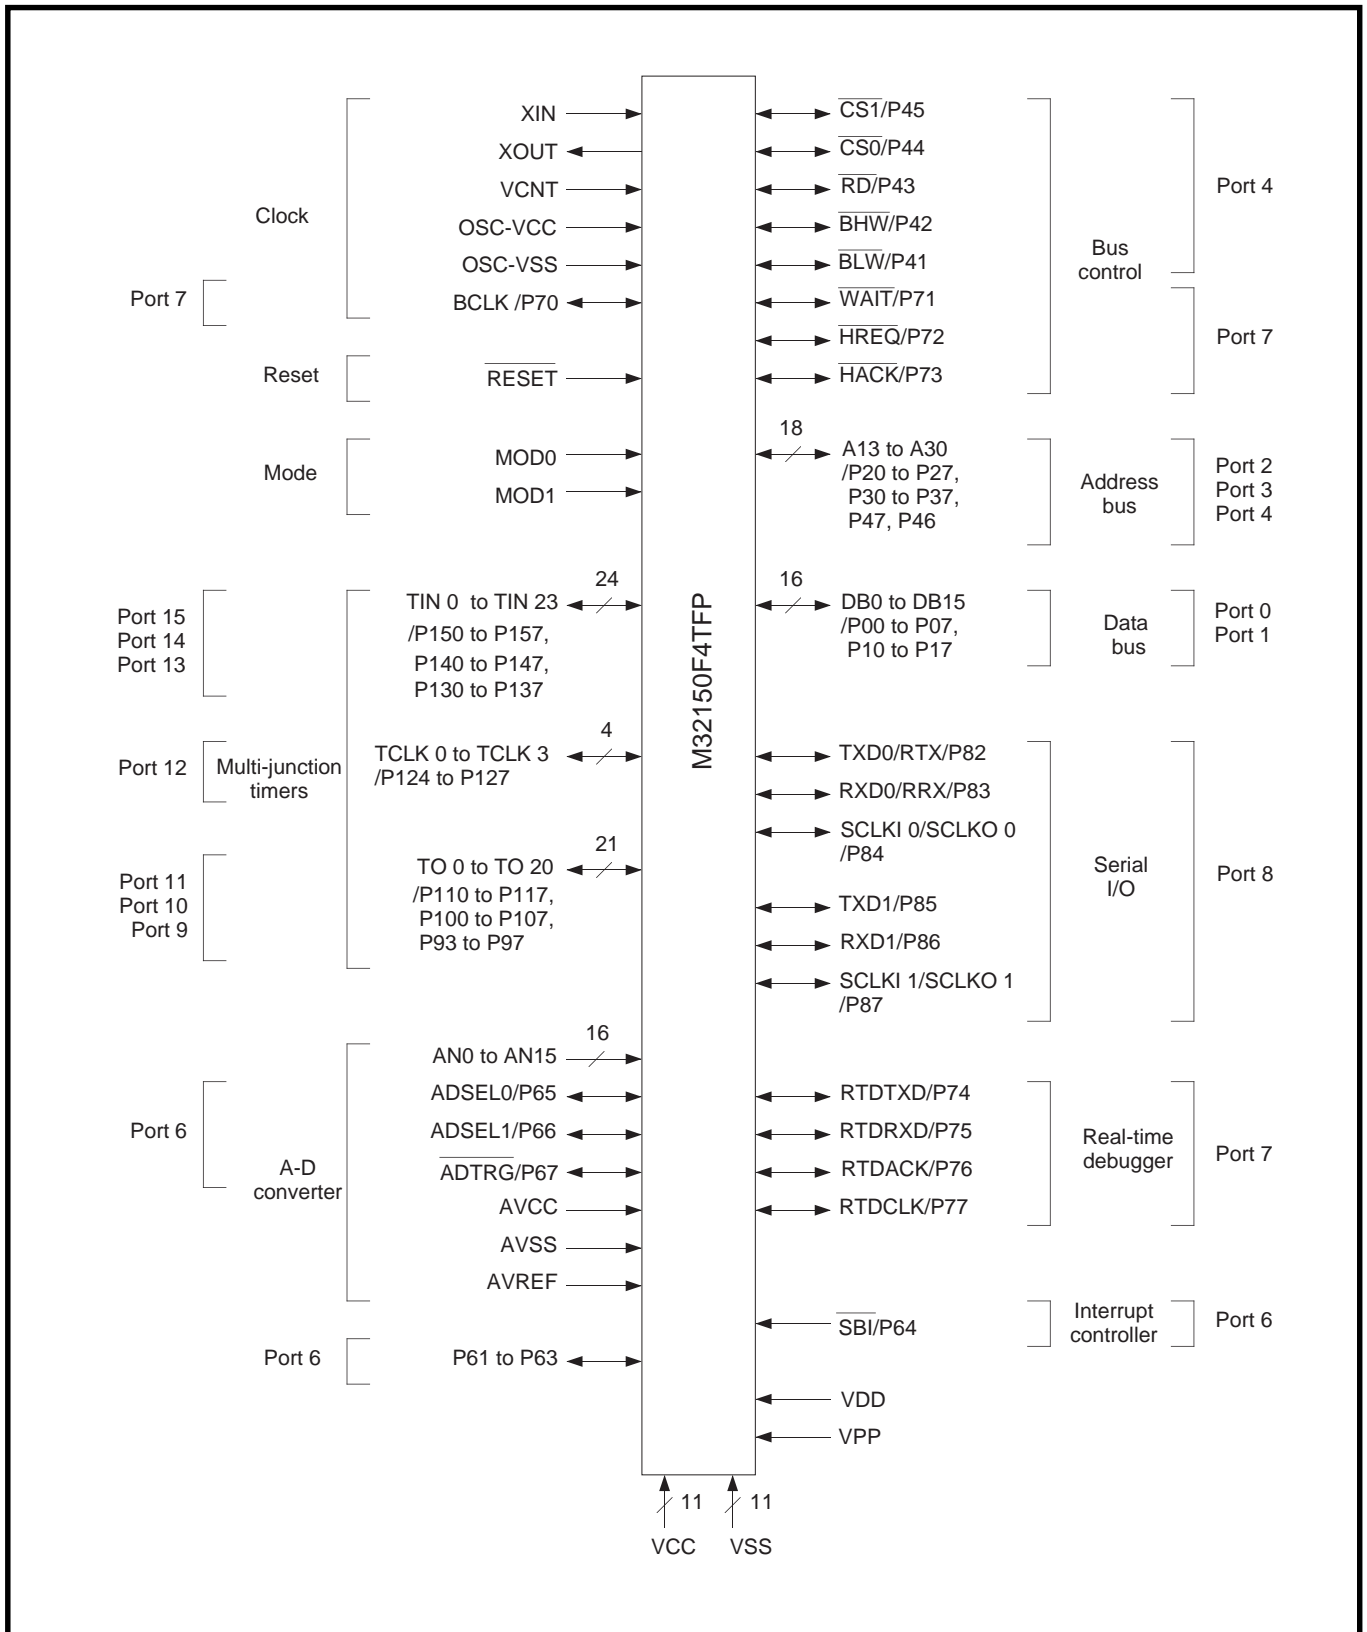 XIN
XOUT
VCNT
OSC-VCC
OSC-VSS
BCLK /P70
Clock
Port 7
RESET
Reset
MOD0
MOD1
Mode
24
TIN 0 to TIN 23
/P150 to P157,
P140 to P147,
P130 to P137
Port 15
Port 14
Port 13
4
TCLK 0 to TCLK 3
/P124 to P127
Port 12
Multi-junction
timers
21
TO 0 to TO 20
/P110 to P117,
P100 to P107,
P93 to P97
Port 11
Port 10
Port 9
16
AN0 to AN15
ADSEL0/P65
ADSEL1/P66
ADTRG/P67
AVCC
AVSS
AVREF
Port 6
A-D
converter
P61 to P63
Port 6
M32150F4TFP
CS1/P45
CS0/P44
RD/P43
BHW/P42
BLW/P41
WAIT/P71
HREQ/P72
HACK/P73
Bus
control
Port 4
Port 7
18
A13 to A30
/P20 to P27,
P30 to P37,
P47, P46
Address
bus
Port 2
Port 3
Port 4
16
DB0 to DB15
/P00 to P07,
P10 to P17
Data
bus
Port 0
Port 1
TXD0/RTX/P82
RXD0/RRX/P83
SCLKI 0/SCLKO 0
/P84
TXD1/P85
RXD1/P86
SCLKI 1/SCLKO 1
/P87
Serial
I/O
Port 8
RTDTXD/P74
RTDRXD/P75
RTDACK/P76
RTDCLK/P77
Real-time
debugger
Port 7
SBI/P64
Interrupt
controller
Port 6
VDD
VPP
11
11
VCC
VSS